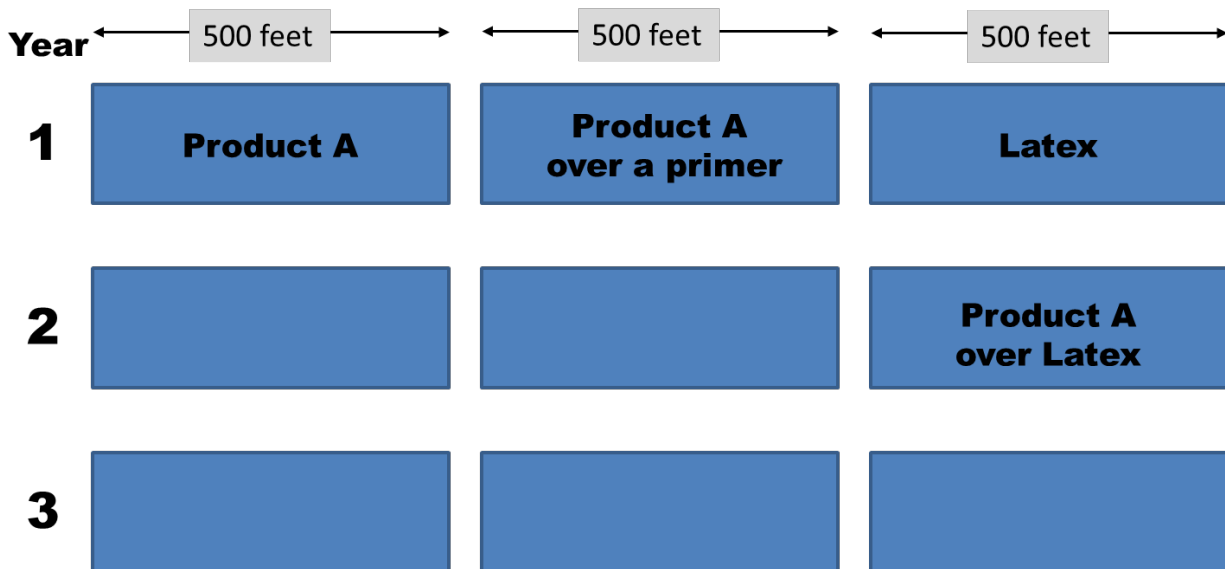 Year
500 feet
500 feet
500 feet
1
Product A
Product A
over a primer
Latex
2
Product A
over Latex
3